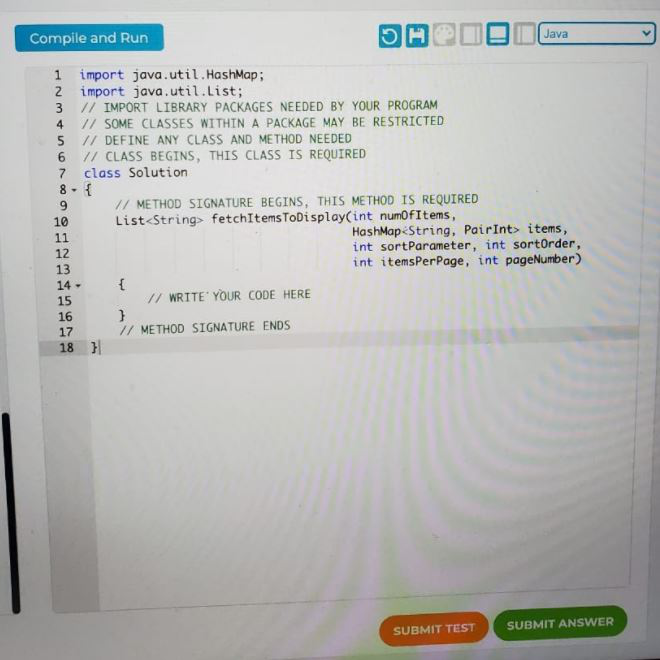 Compile and Run
Java
1 import java.util.HashMap;
2 import java.util.List;
3 // IMPORT LIBRARY PACKAGES NEEDED BY YOUR PROGRAM
4 // SOME CLASSES WITHIN A PACKAGE MAY BE RESTRICTED
5 // DEFINE ANY CLASS AND METHOD NEEDED
6 // CLASS BEGINS, THIS CLASS IS REQUIRED
7 class Solution
8 {
9 // METHOD SIGNATURE BEGINS, THIS METHOD IS REQUIRED
10 List<String> fetchItemsToDisplay(int numOfItems,
11 HashMap<String, PairInt> items,
12 int sortParameter, int sortOrder,
13 int itemsPerPage, int pageNumber)
14 {
15 // WRITE YOUR CODE HERE
16 }
17 // METHOD SIGNATURE ENDS
18 }
SUBMIT TEST
SUBMIT ANSWER